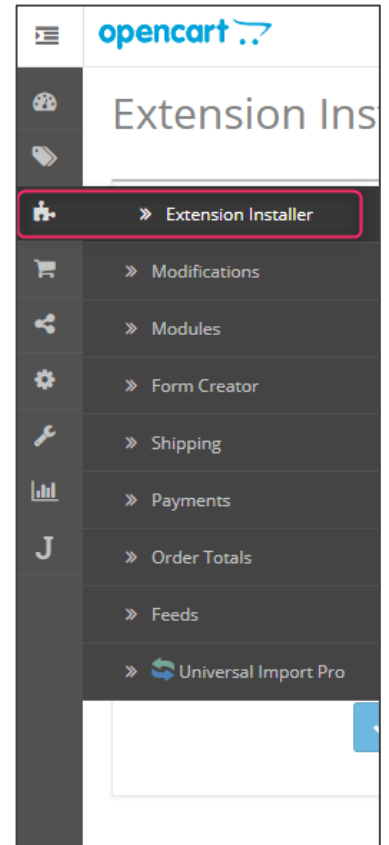 opencart
Extension Ins
Extension Installer
Modifications
Modules
Form Creator
Shipping
Payments
Order Totals
Feeds
Universal Import Pro
J